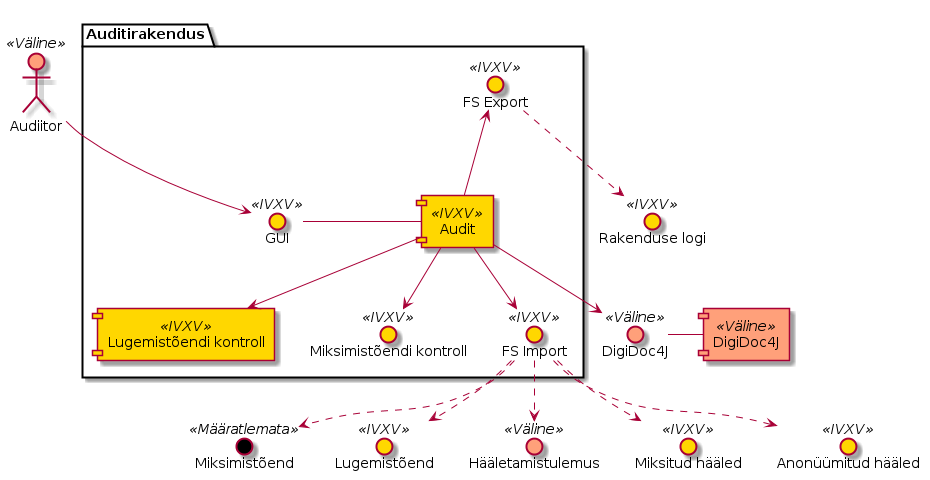 Auditirakendus
«Väline»
Audiitor
«IVXV»
FS Export
«IVXV»
GUI
«IVXV»
Audit
«IVXV»
Rakenduse logi
«IVXV»
Lugemistõendi kontroll
«IVXV»
Miksimistõendi kontroll
«IVXV»
FS Import
«Väline»
DigiDoc4J
«Väline»
DigiDoc4J
«Määratlemata»
Miksimistõend
«IVXV»
Lugemistõend
«Väline»
Hääletamistulemus
«IVXV»
Miksitud hääled
«IVXV»
Anonüümitud hääled